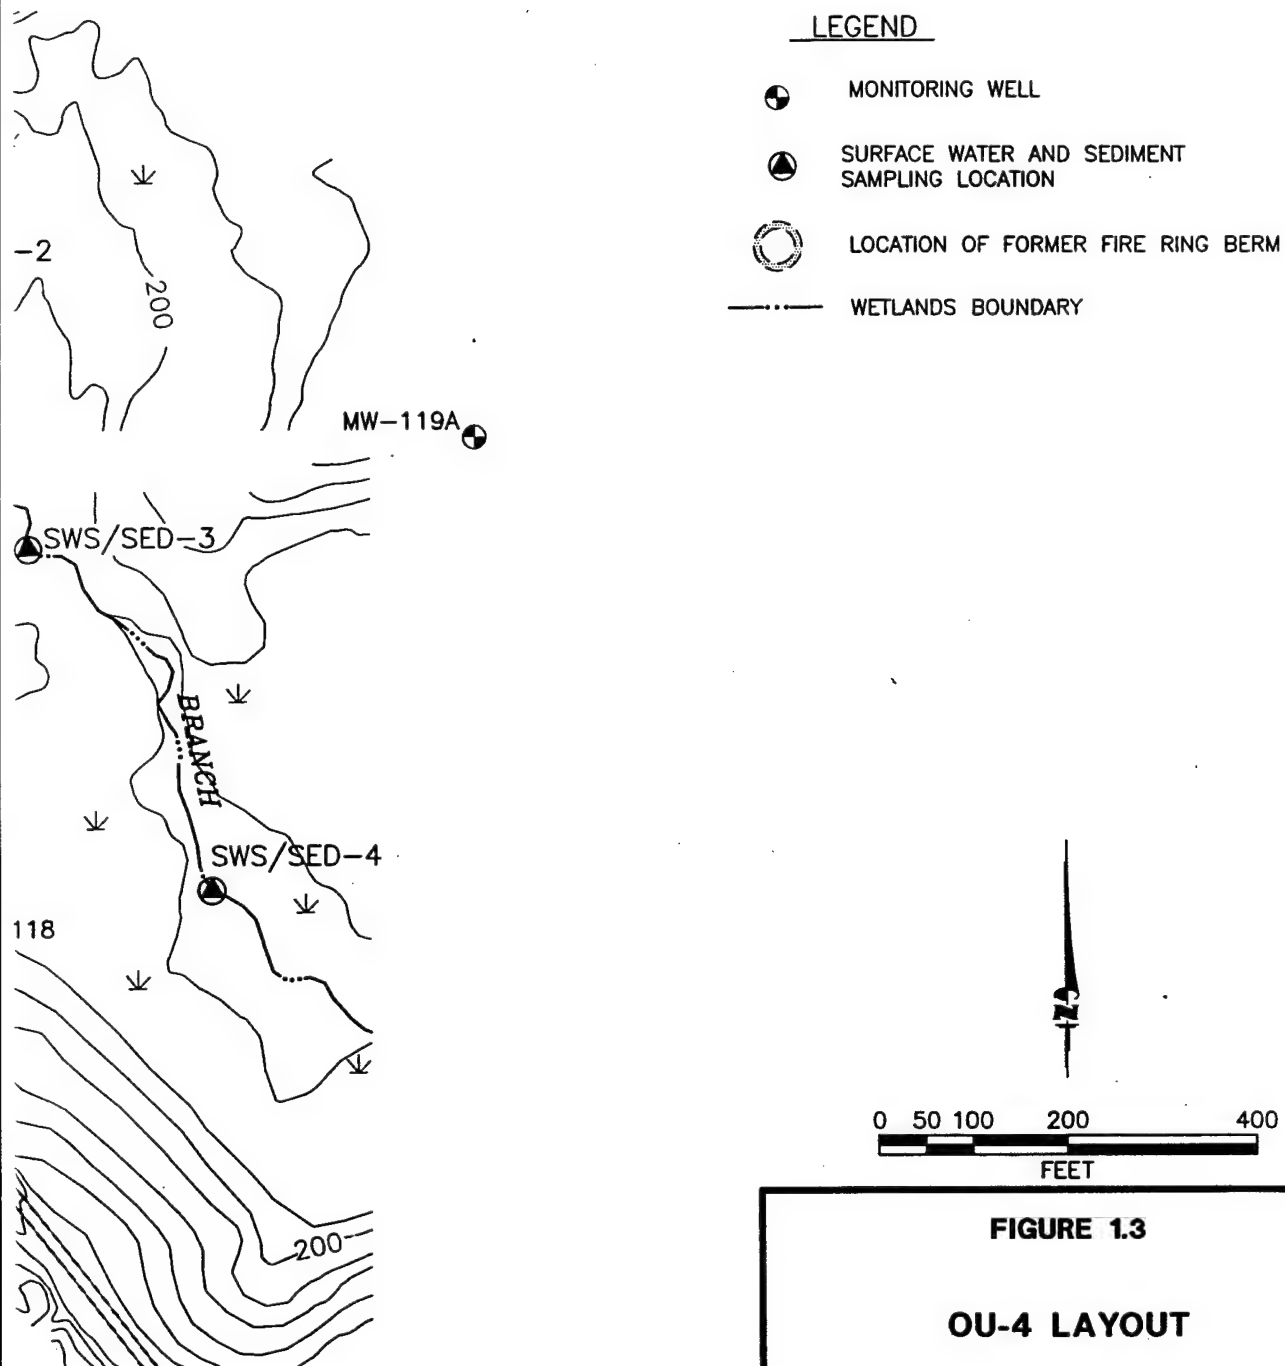 LEGEND
MONITORING WELL
SURFACE WATER AND SEDIMENT
SAMPLING LOCATION
LOCATION OF FORMER FIRE RING BERM
WETLANDS BOUNDARY
-2
200
MW-119A
SWS/SED-3
BRANCH
SWS/SED-4
118
200
N
0 50 100 200 400
FEET
FIGURE 1.3
OU-4 LAYOUT